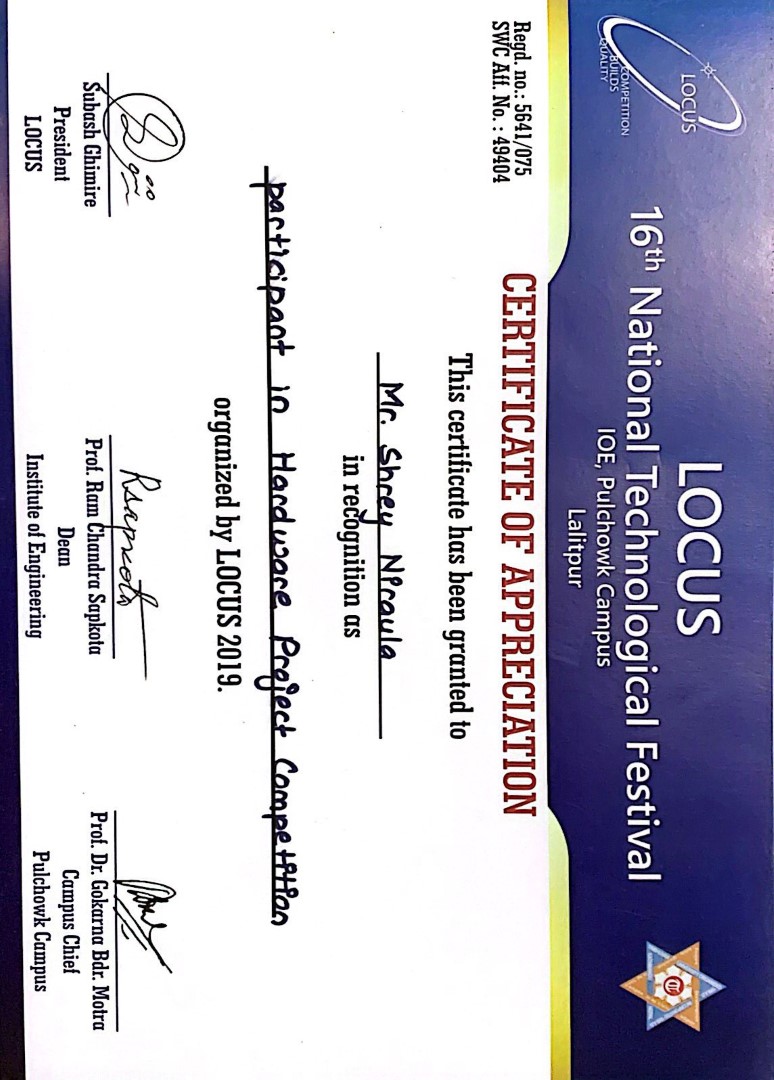 LOCUS
COMPETITION
BUILDS
QUALITY
LOCUS
16th National Technological Festival
IOE, Pulchowk Campus
Lalitpur
Regd. no.: 5641/075
SWC Aff. No. : 49404
CERTIFICATE OF APPRECIATION
This certificate has been granted to
Mr. Shrey Niraula
in recognition as
participant in Hardware Project Competition
organized by LOCUS 2019.
Rsapkota
Subash Ghimire
President
LOCUS
Prof. Ram Chandra Sapkota
Dean
Institute of Engineering
Prof. Dr. Gokarna Bdr. Motra
Campus Chief
Pulchowk Campus